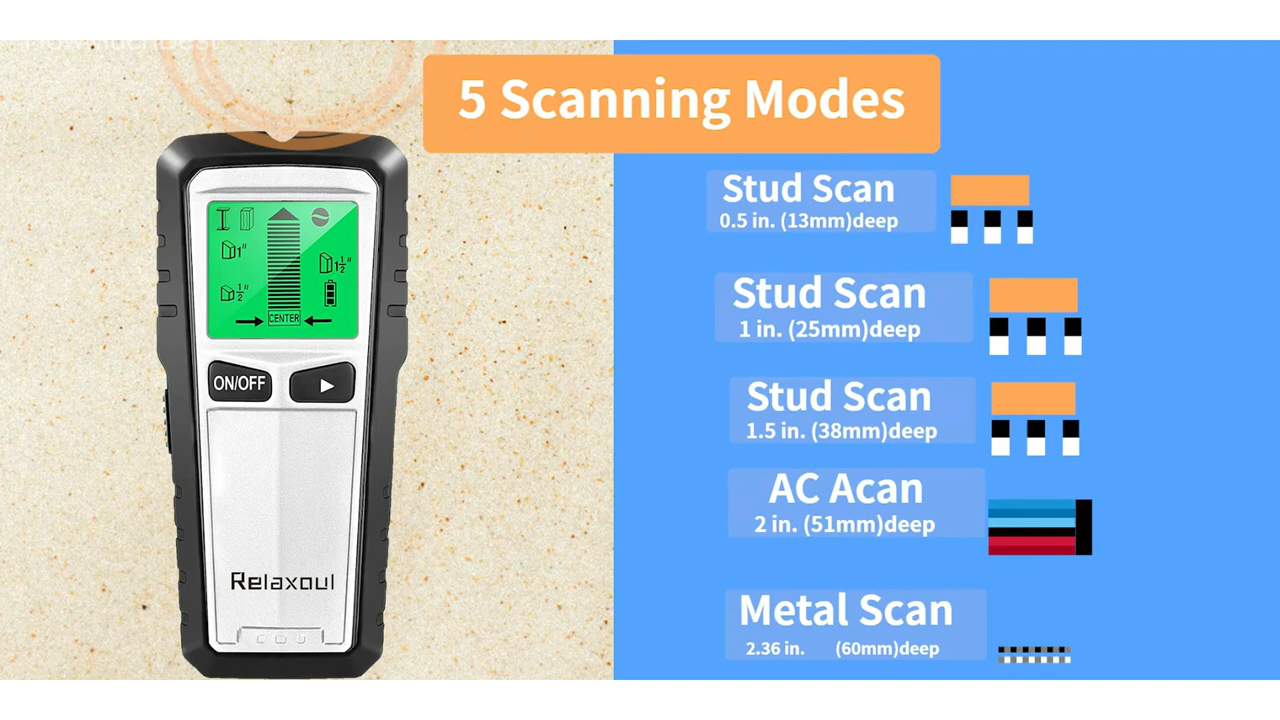 5 Scanning Modes
Stud Scan
0.5 in. (13mm)deep
Stud Scan
1 in. (25mm)deep
Stud Scan
1.5 in. (38mm)deep
AC Acan
2 in. (51mm)deep
Metal Scan
2.36 in. (60mm)deep
1"
1½"
½"
CENTER
ON/OFF
Relaxoul